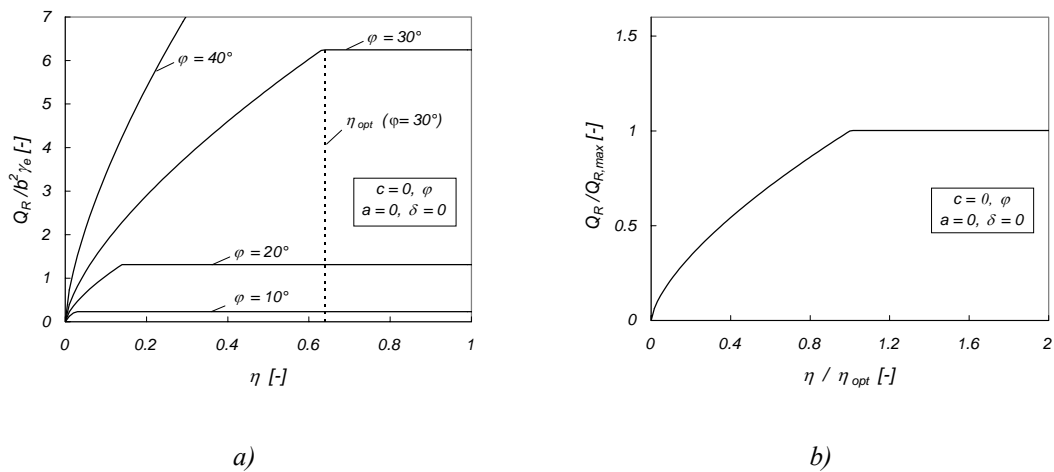 7
6
5
4
3
2
1
0
Q_R /b²γ_e [-]
φ = 40°
φ = 30°
η_opt (φ= 30°)
c = 0, φ
a = 0, δ = 0
φ = 20°
φ = 10°
0 0.2 0.4 0.6 0.8 1
η [-]
a)
1.5
1
0.5
0
Q_R /Q_R,max [-]
c = 0, φ
a = 0, δ = 0
0 0.4 0.8 1.2 1.6 2
η / η_opt [-]
b)